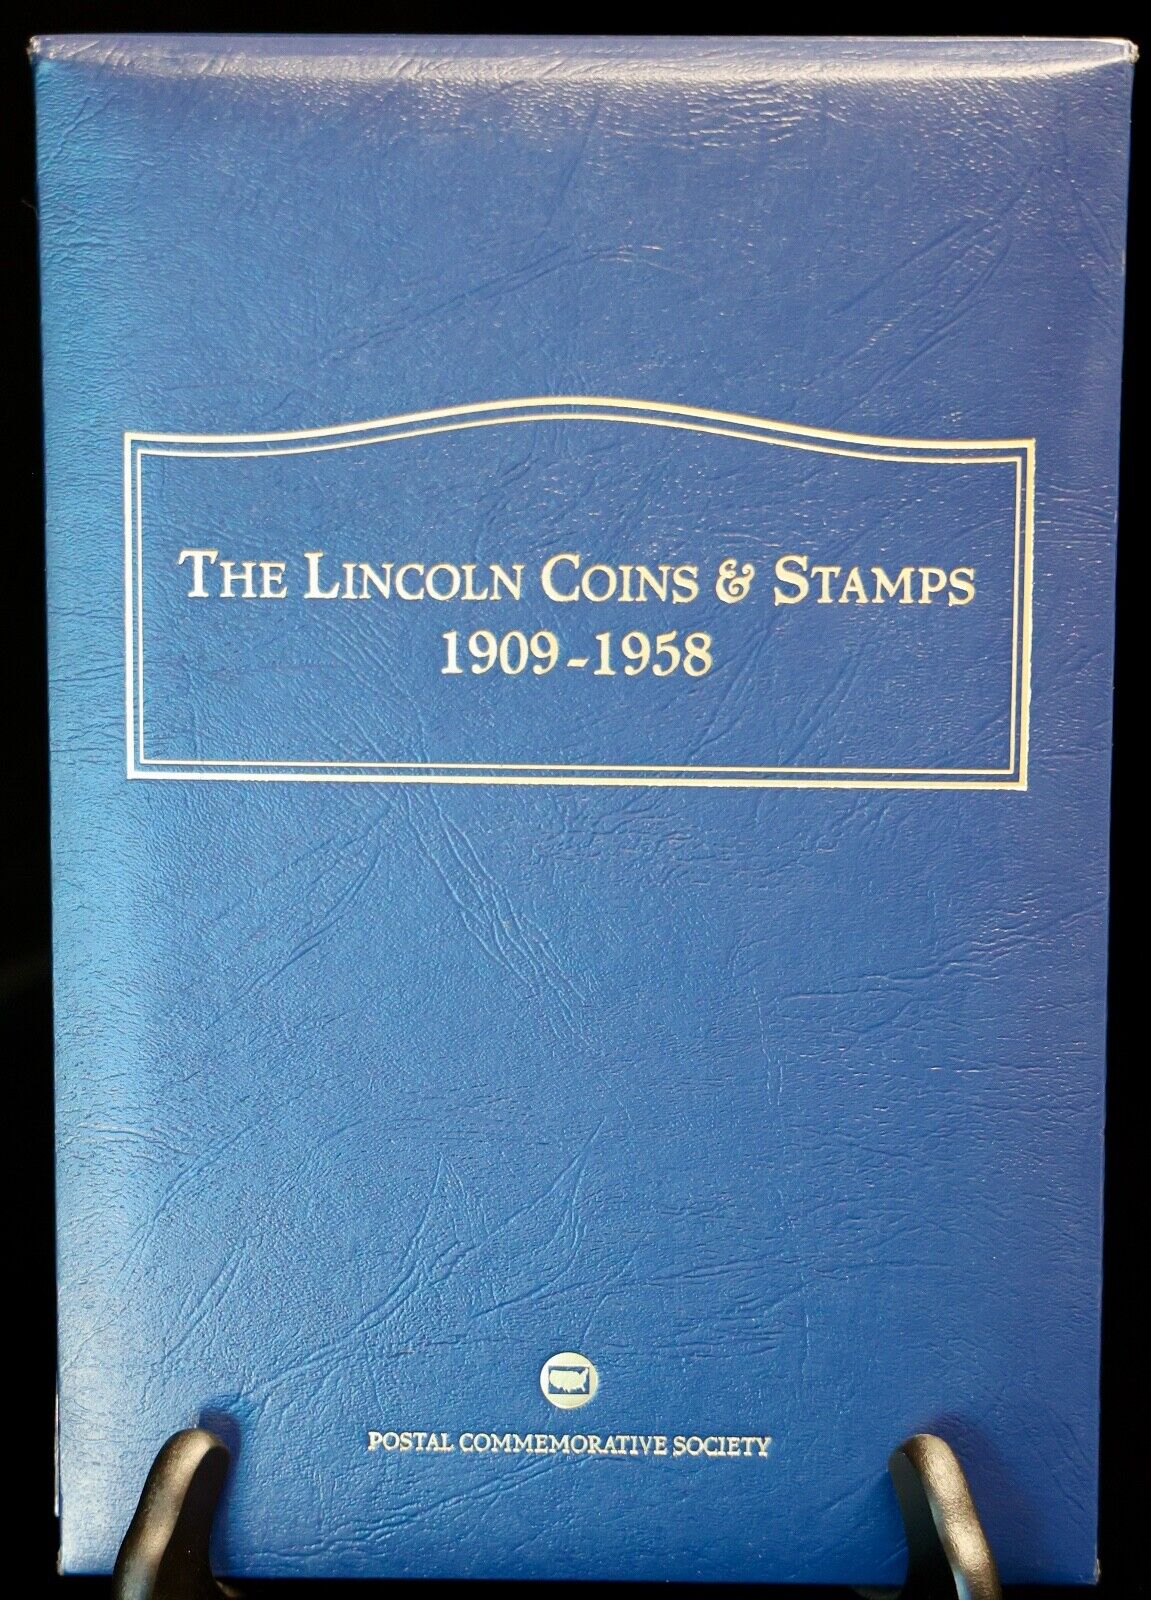 THE LINCOLN COINS & STAMPS
1909-1958
POSTAL COMMEMORATIVE SOCIETY